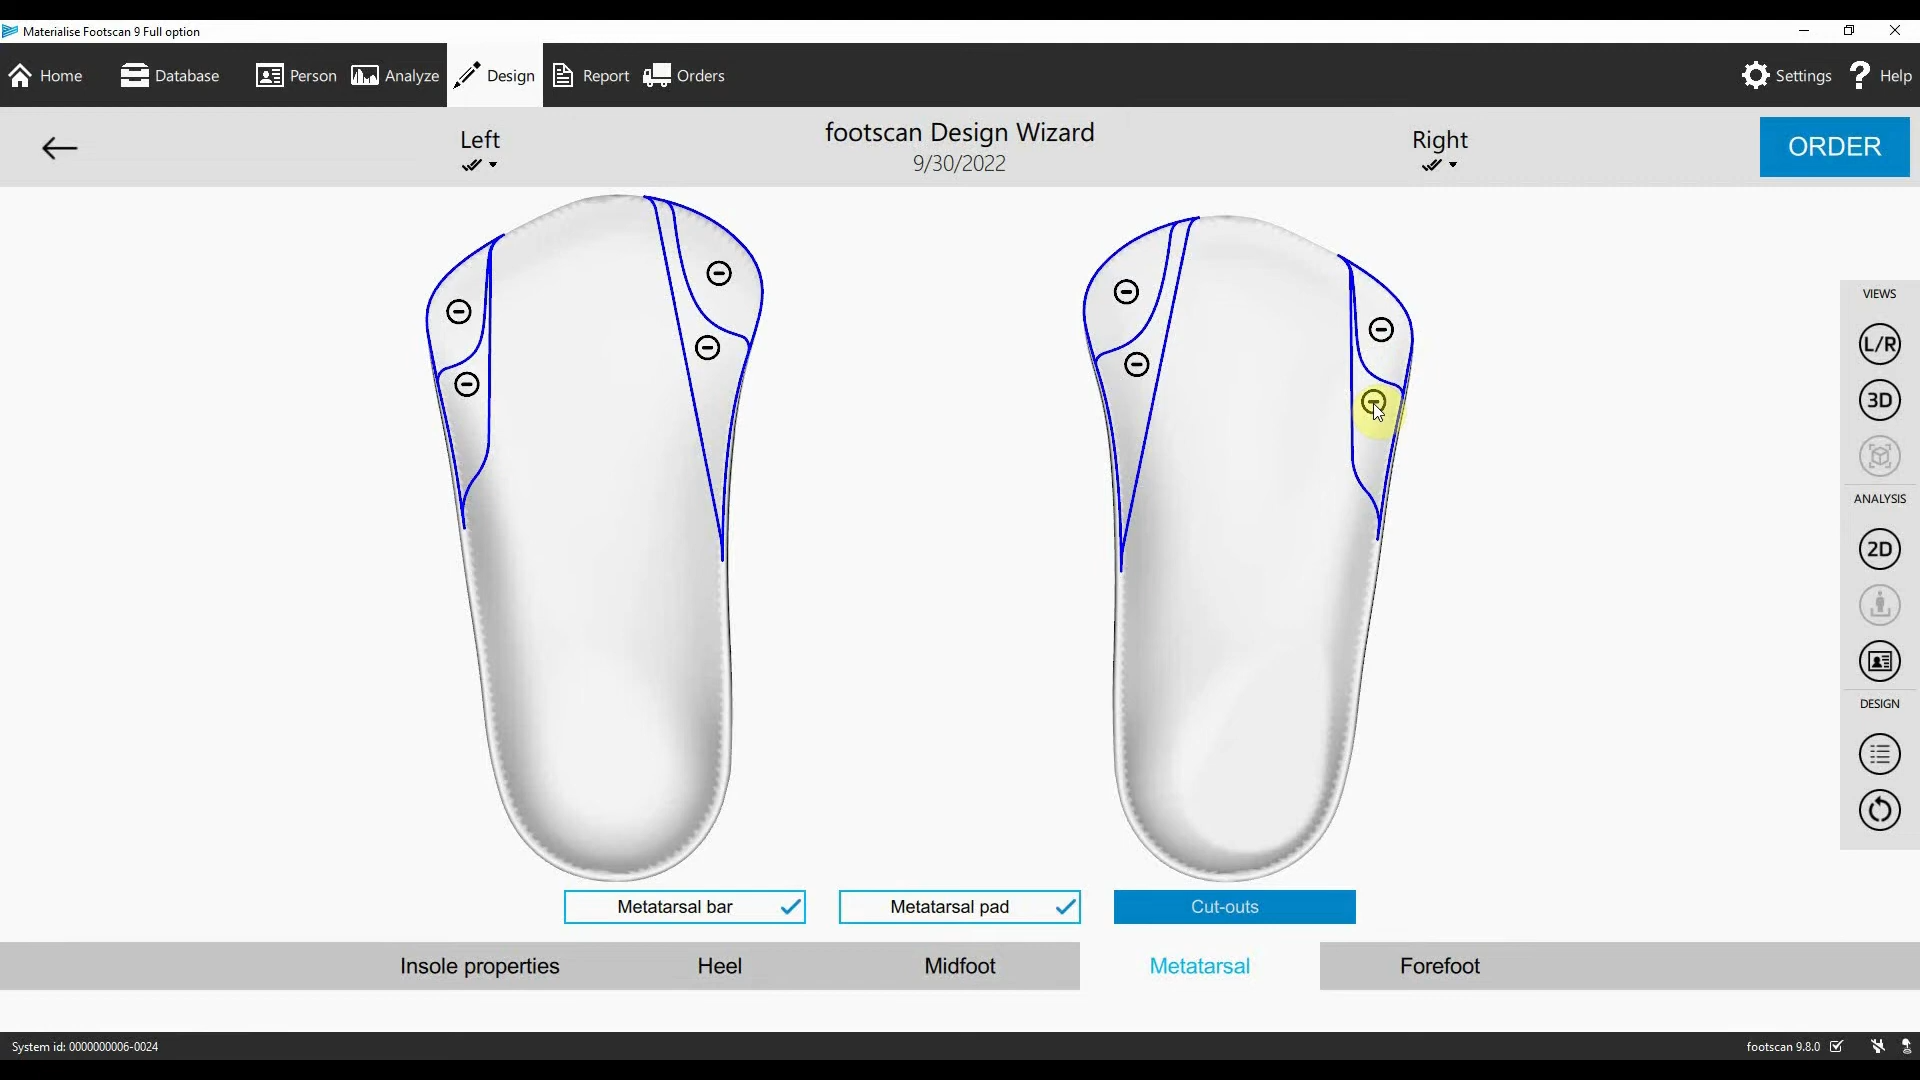 Materialise Footscan 9 Full option
Home
Database
Person
Analyze
Design
Report
Orders
Settings
? Help
Left
footscan Design Wizard
9/30/2022
Right
ORDER
VIEWS
L/R
3D
ANALYSIS
2D
DESIGN
Metatarsal bar
Metatarsal pad
Cut-outs
Insole properties
Heel
Midfoot
Metatarsal
Forefoot
System id: 0000000006-0024
footscan 9.8.0